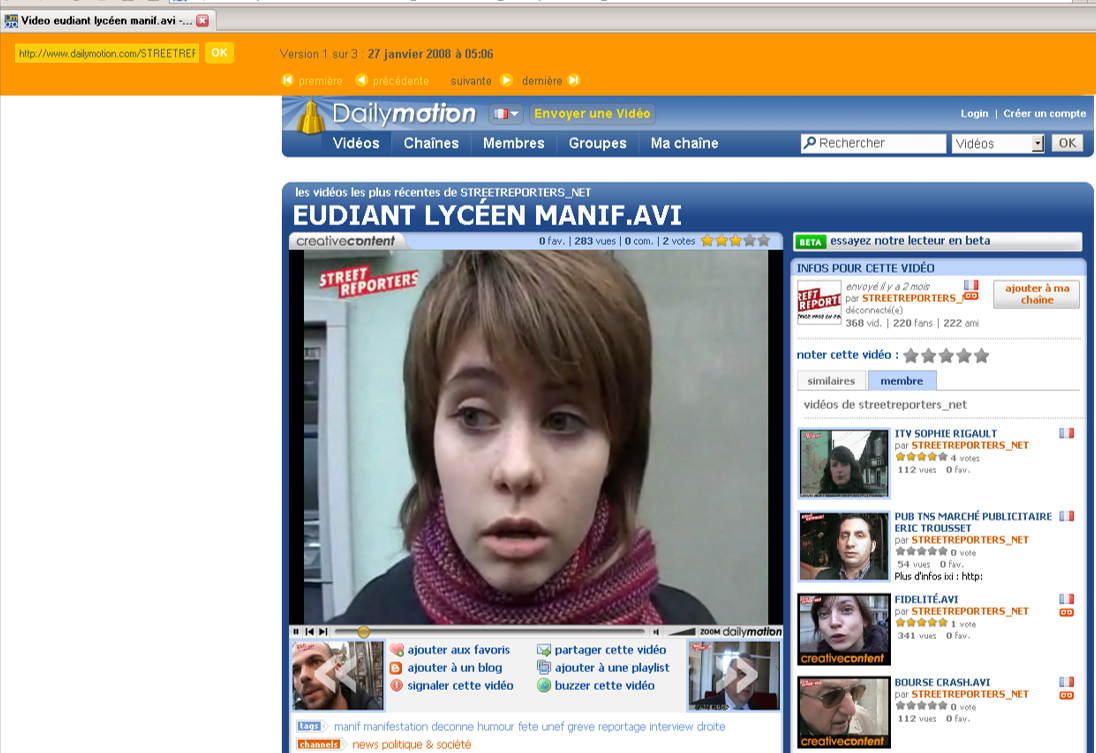 Video eudiant lycéen manif.avi -...
http://www.dailymotion.com/STREETREF
OK
Version 1 sur 3 : 27 janvier 2008 à 05:06
première précédente suivante dernière
Dailymotion
Envoyer une Vidéo
Login | Créer un compte
Vidéos Chaînes Membres Groupes Ma chaîne
Rechercher
Vidéos
OK
les vidéos les plus récentes de STREETREPORTERS_NET
EUDIANT LYCÉEN MANIF.AVI
creativecontent
0 fav. | 283 vues | 0 com. | 2 votes
STREET
REPORTERS
ZOOM dailymotion
ajouter aux favoris
partager cette vidéo
ajouter à un blog
ajouter à une playlist
signaler cette vidéo
buzzer cette vidéo
tags manif manifestation deconne humour fete unef greve reportage interview droite
channels news politique & société
BETA essayez notre lecteur en beta
INFOS POUR CETTE VIDÉO
envoyé il y a 2 mois
par STREETREPORTERS_
déconnecté(e)
368 vid. | 220 fans | 222 ami
ajouter à ma
chaîne
noter cette vidéo :
similaires
membre
vidéos de streetreporters_net
ITV SOPHIE RIGAULT
par STREETREPORTERS_NET
4 votes
112 vues 0 fav.
PUB TNS MARCHÉ PUBLICITAIRE
ERIC TROUSSET
par STREETREPORTERS_NET
0 vote
54 vues 0 fav.
Plus d'infos ixi : http:
FIDELITÉ.AVI
par STREETREPORTERS_NET
1 vote
341 vues 0 fav.
creativecontent
BOURSE CRASH.AVI
par STREETREPORTERS_NET
0 vote
112 vues 0 fav.
creativecontent